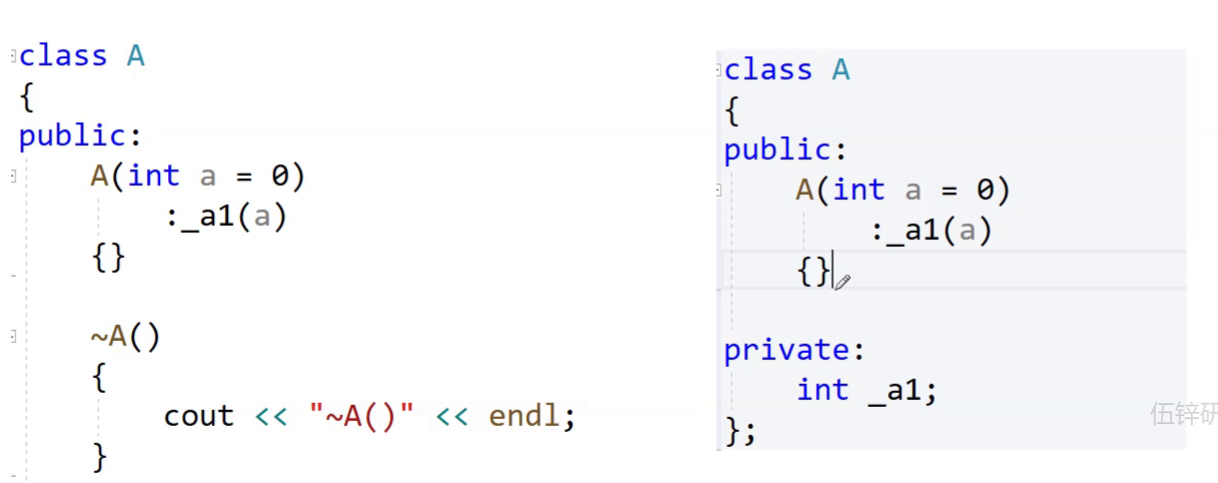 class A
{
public:
A(int a = 0)
:_a1(a)
{}
~A()
{
cout << "~A()" << endl;
}
class A
{
public:
A(int a = 0)
:_a1(a)
{}
private:
int _a1;
};
伍锌研